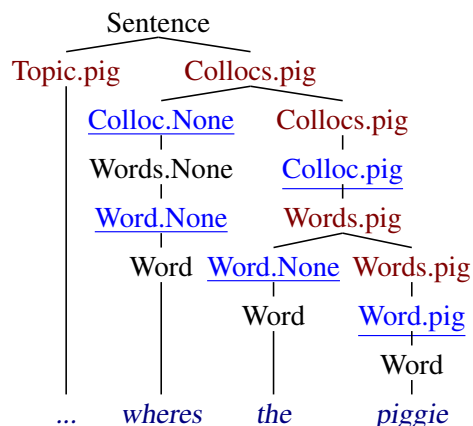 Sentence
Topic.pig Collocs.pig
Colloc.None Collocs.pig
Words.None Colloc.pig
Word.None Words.pig
Word Word.None Words.pig
Word Word.pig
Word
... wheres the piggie